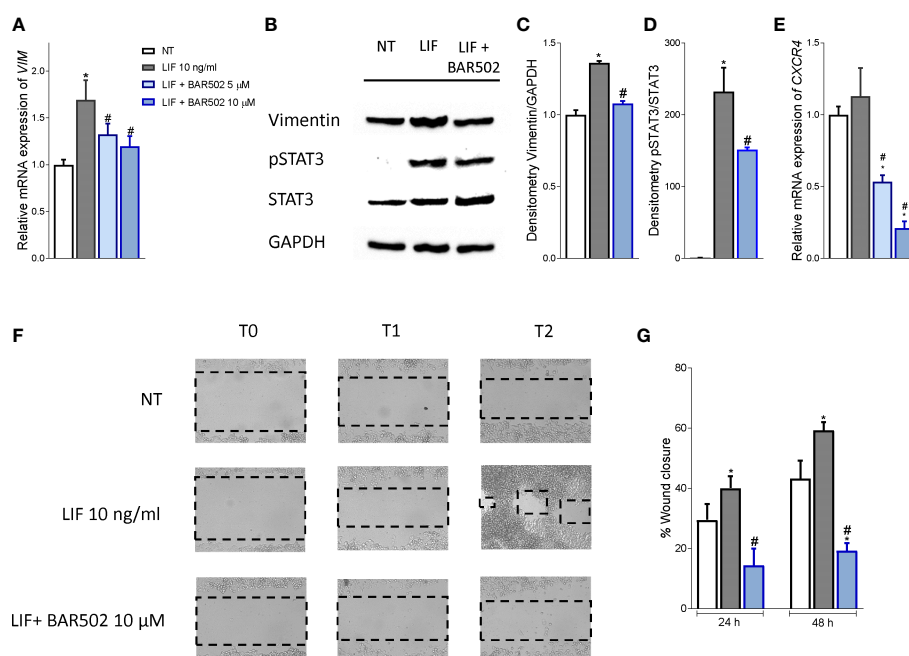 A
Relative mRNA expression of VIM
2.0
1.5
1.0
0.5
0.0
*
#
#
NT
LIF 10 ng/ml
LIF + BAR502 5 μM
LIF + BAR502 10 μM
B
NT
LIF
LIF +
BAR502
Vimentin
pSTAT3
STAT3
GAPDH
C
Densitometry Vimentin/GAPDH
1.5
1.0
0.5
0.0
*
#
D
Densitometry pSTAT3/STAT3
300
200
100
0
*
#
E
Relative mRNA expression of CXCR4
1.5
1.0
0.5
0.0
#
*
#
*
F
T0
T1
T2
NT
LIF 10 ng/ml
LIF+ BAR502 10 μM
G
% Wound closure
80
60
40
20
0
*
#
*
#
*
24 h
48 h